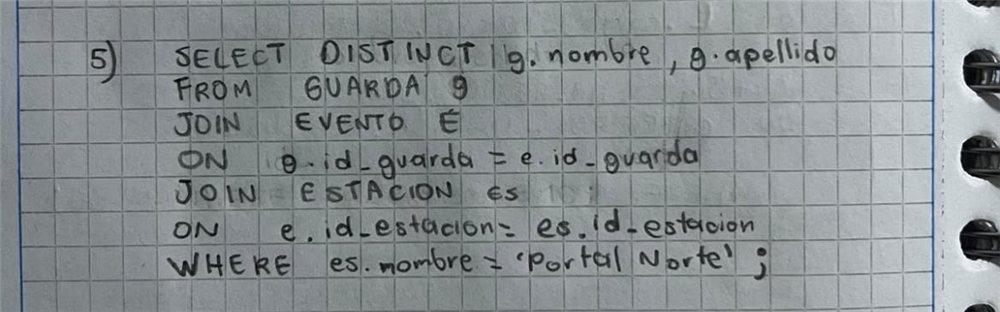 5) SELECT DISTINCT g.nombre, g.apellido
FROM GUARDA g
JOIN EVENTO E
ON g.id_guarda = e.id_guarda
JOIN ESTACION Es
ON e.id_estacion = es.id_estacion
WHERE es.nombre = 'Portal Norte';